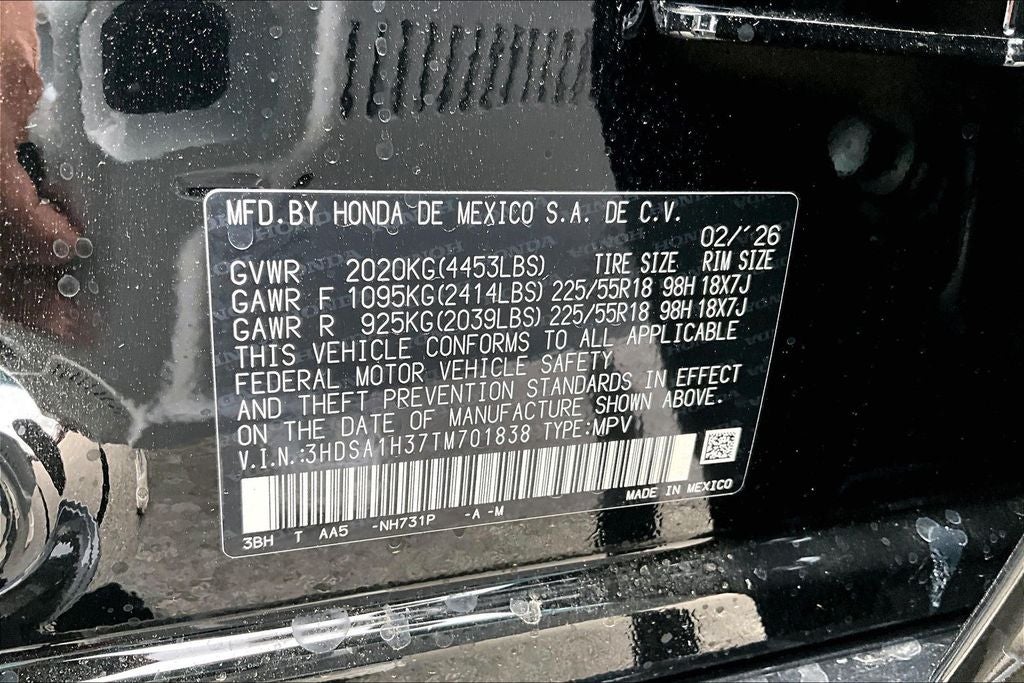 MFD.BY HONDA DE MEXICO S.A. DE C.V.
02/'26
GVWR 2020KG(4453LBS) TIRE SIZE RIM SIZE
GAWR F 1095KG(2414LBS) 225/55R18 98H 18X7J
GAWR R 925KG(2039LBS) 225/55R18 98H 18X7J
THIS VEHICLE CONFORMS TO ALL APPLICABLE
FEDERAL MOTOR VEHICLE SAFETY
AND THEFT PREVENTION STANDARDS IN EFFECT
ON THE DATE OF MANUFACTURE SHOWN ABOVE.
V.I.N.:3HDSA1H37TM701838 TYPE:MPV
MADE IN MEXICO
3BH T AA5 -NH731P -A -M